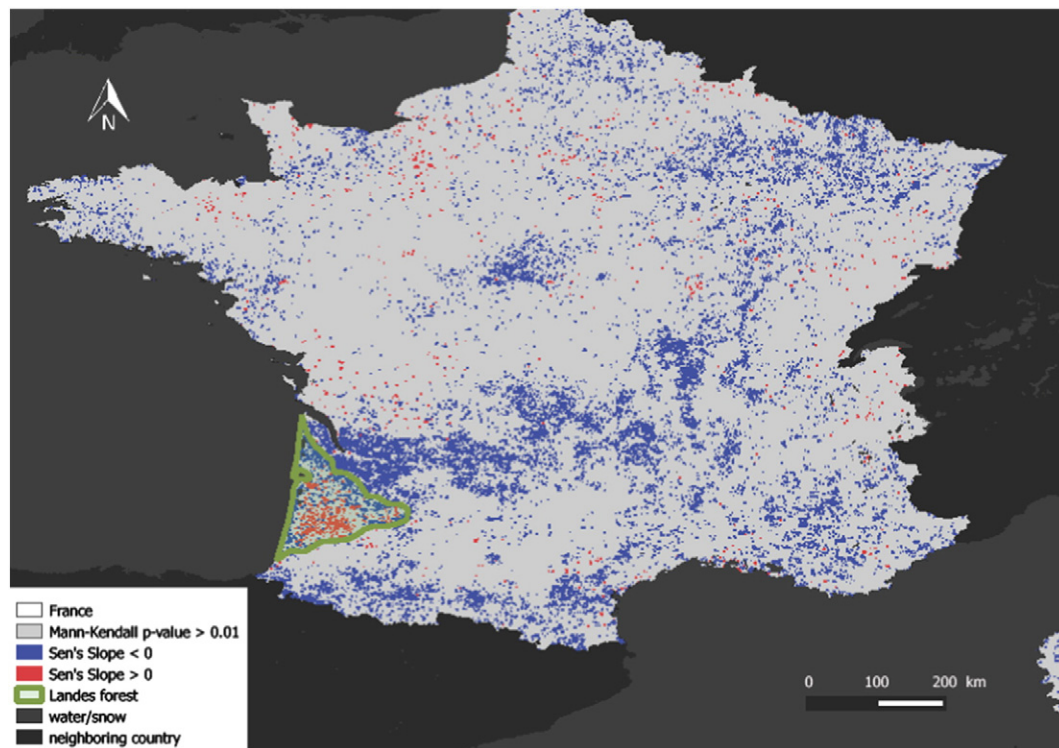 N
France
Mann-Kendall p-value > 0.01
Sen's Slope < 0
Sen's Slope > 0
Landes forest
water/snow
neighboring country
0 100 200 km